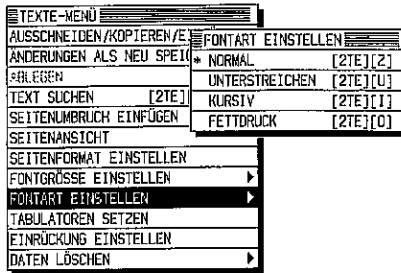 TEXTE-MENÜ
AUSSCHNEIDEN/KOPIEREN/E
ÄNDERUNGEN ALS NEU SPEIC
ABLEGEN
TEXT SUCHEN [2TE][
SEITENUMBRUCH EINFÜGEN
SEITENANSICHT
SEITENFORMAT EINSTELLEN
FONTGRÖSSE EINSTELLEN
FONTART EINSTELLEN
TABULATOREN SETZEN
EINRÜCKUNG EINSTELLEN
DATEN LÖSCHEN
FONTART EINSTELLEN
* NORMAL [2TE][Z]
UNTERSTREICHEN [2TE][U]
KURSIV [2TE][I]
FETTDRUCK [2TE][O]